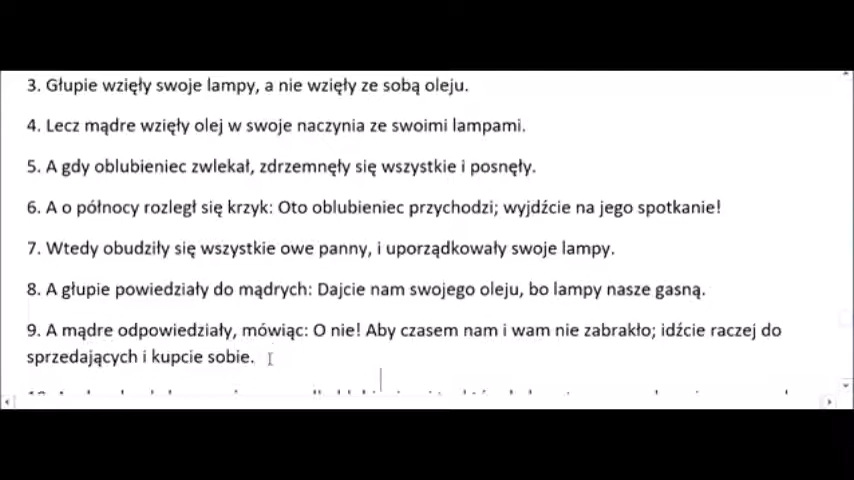 3. Głupie wzięły swoje lampy, a nie wzięły ze sobą oleju.
4. Lecz mądre wzięły olej w swoje naczynia ze swoimi lampami.
5. A gdy oblubieniec zwlekał, zdrzemnęły się wszystkie i posnęły.
6. A o północy rozległ się krzyk: Oto oblubieniec przychodzi; wyjdźcie na jego spotkanie!
7. Wtedy obudziły się wszystkie owe panny, i uporządkowały swoje lampy.
8. A głupie powiedziały do mądrych: Dajcie nam swojego oleju, bo lampy nasze gasną.
9. A mądre odpowiedziały, mówiąc: O nie! Aby czasem nam i wam nie zabrakło; idźcie raczej do
sprzedających i kupcie sobie.